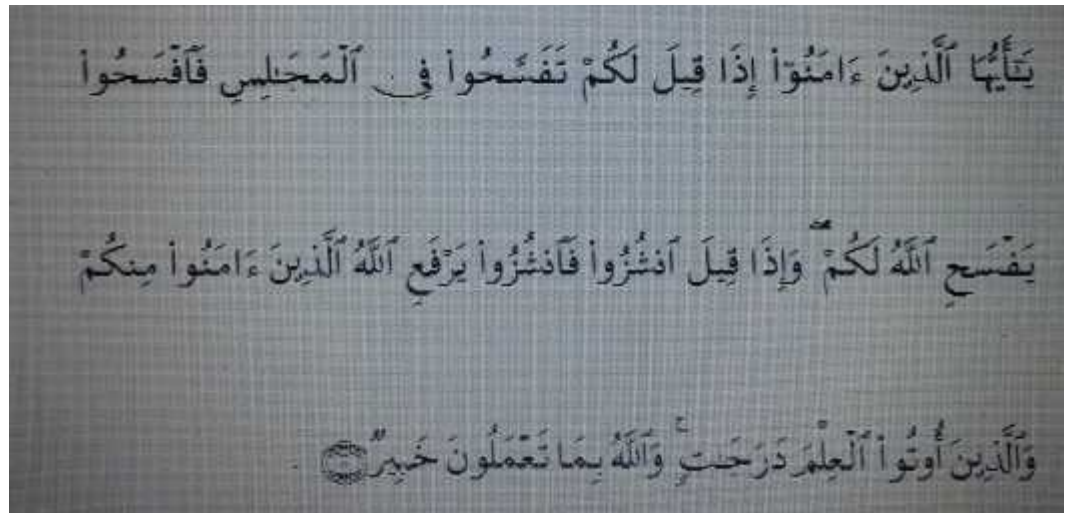 يَٰٓأَيُّهَا ٱلَّذِينَ ءَامَنُوٓا۟ إِذَا قِيلَ لَكُمْ تَفَسَّحُوا۟ فِى ٱلْمَجَٰلِسِ فَٱفْسَحُوا۟
يَفْسَحِ ٱللَّهُ لَكُمْ ۖ وَإِذَا قِيلَ ٱنشُزُوا۟ فَٱنشُزُوا۟ يَرْفَعِ ٱللَّهُ ٱلَّذِينَ ءَامَنُوا۟ مِنكُمْ
وَٱلَّذِينَ أُوتُوا۟ ٱلْعِلْمَ دَرَجَٰتٍ ۚ وَٱللَّهُ بِمَا تَعْمَلُونَ خَبِيرٌ